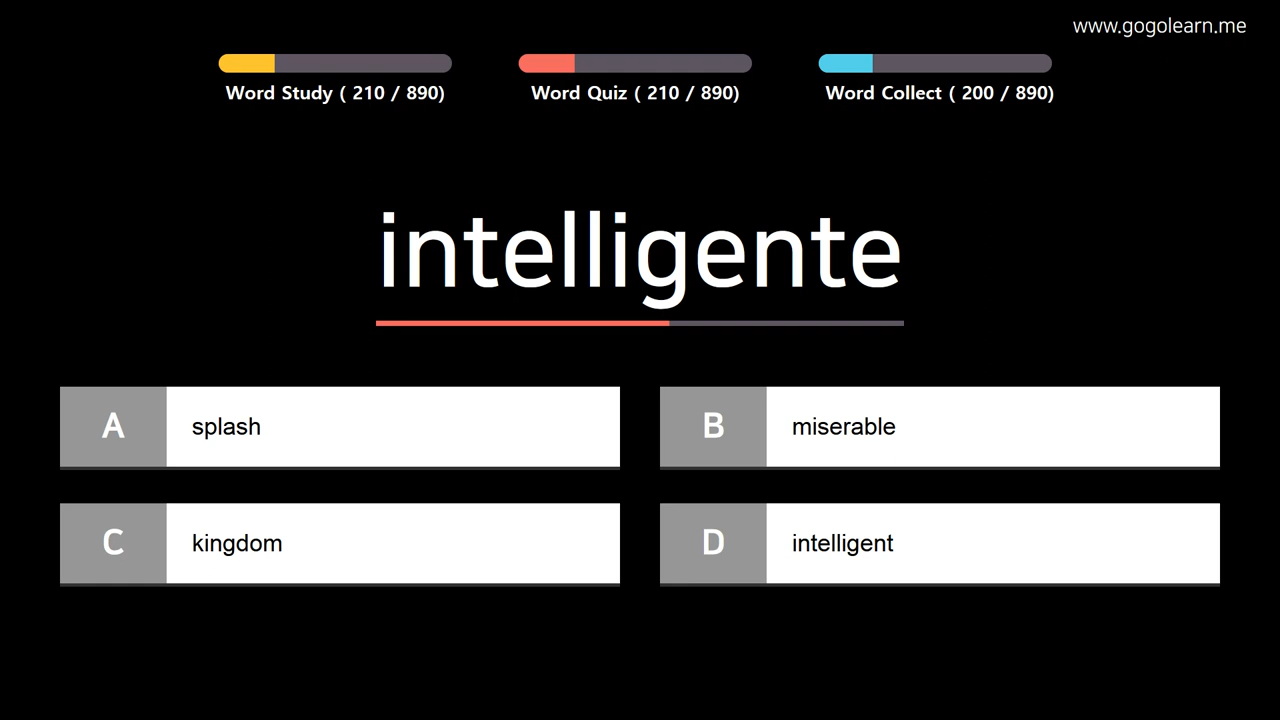 www.gogolearn.me
Word Study ( 210 / 890)
Word Quiz ( 210 / 890)
Word Collect ( 200 / 890)
intelligente
A splash
B miserable
C kingdom
D intelligent